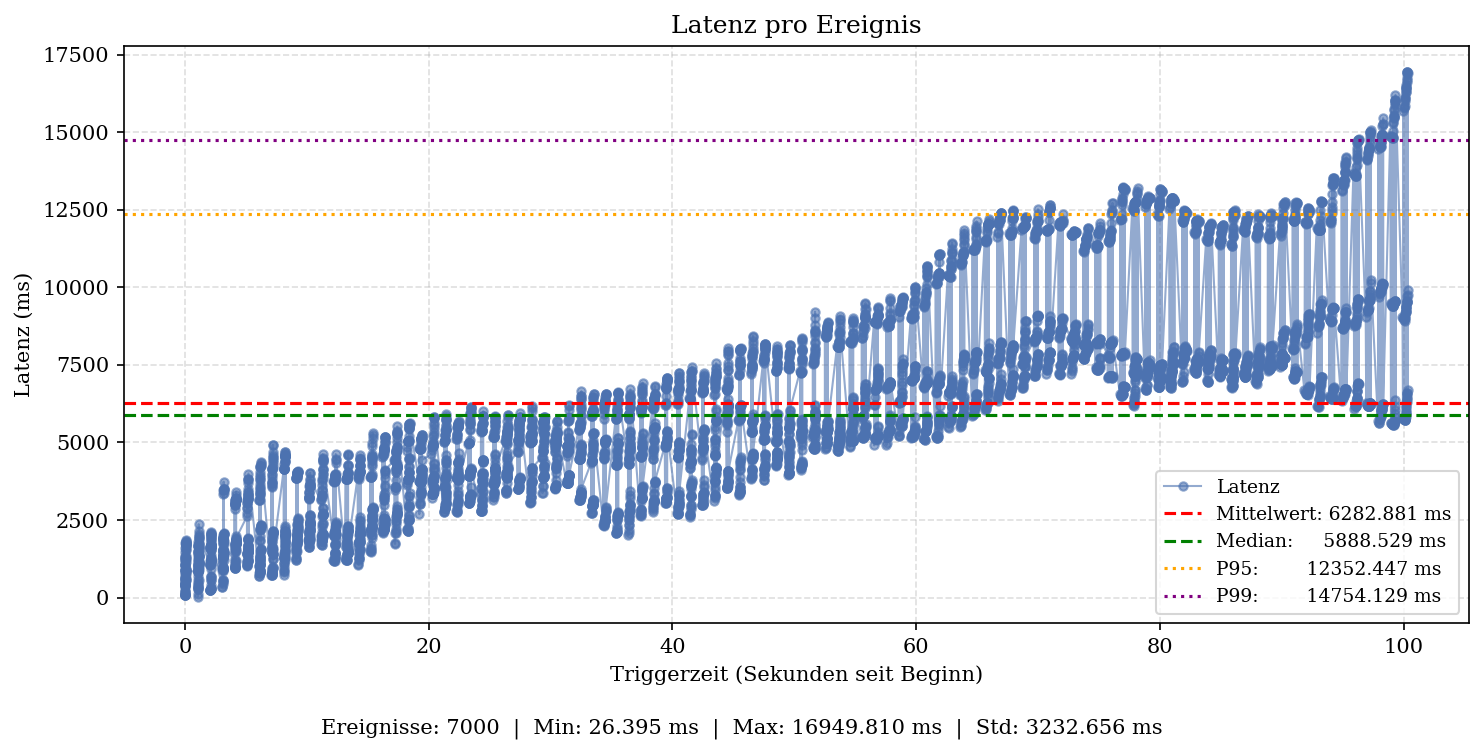 Latenz pro Ereignis
17500
15000
12500
10000
7500
5000
2500
0
Latenz (ms)
0 20 40 60 80 100
Triggerzeit (Sekunden seit Beginn)
Latenz
Mittelwert: 6282.881 ms
Median: 5888.529 ms
P95: 12352.447 ms
P99: 14754.129 ms
Ereignisse: 7000 | Min: 26.395 ms | Max: 16949.810 ms | Std: 3232.656 ms